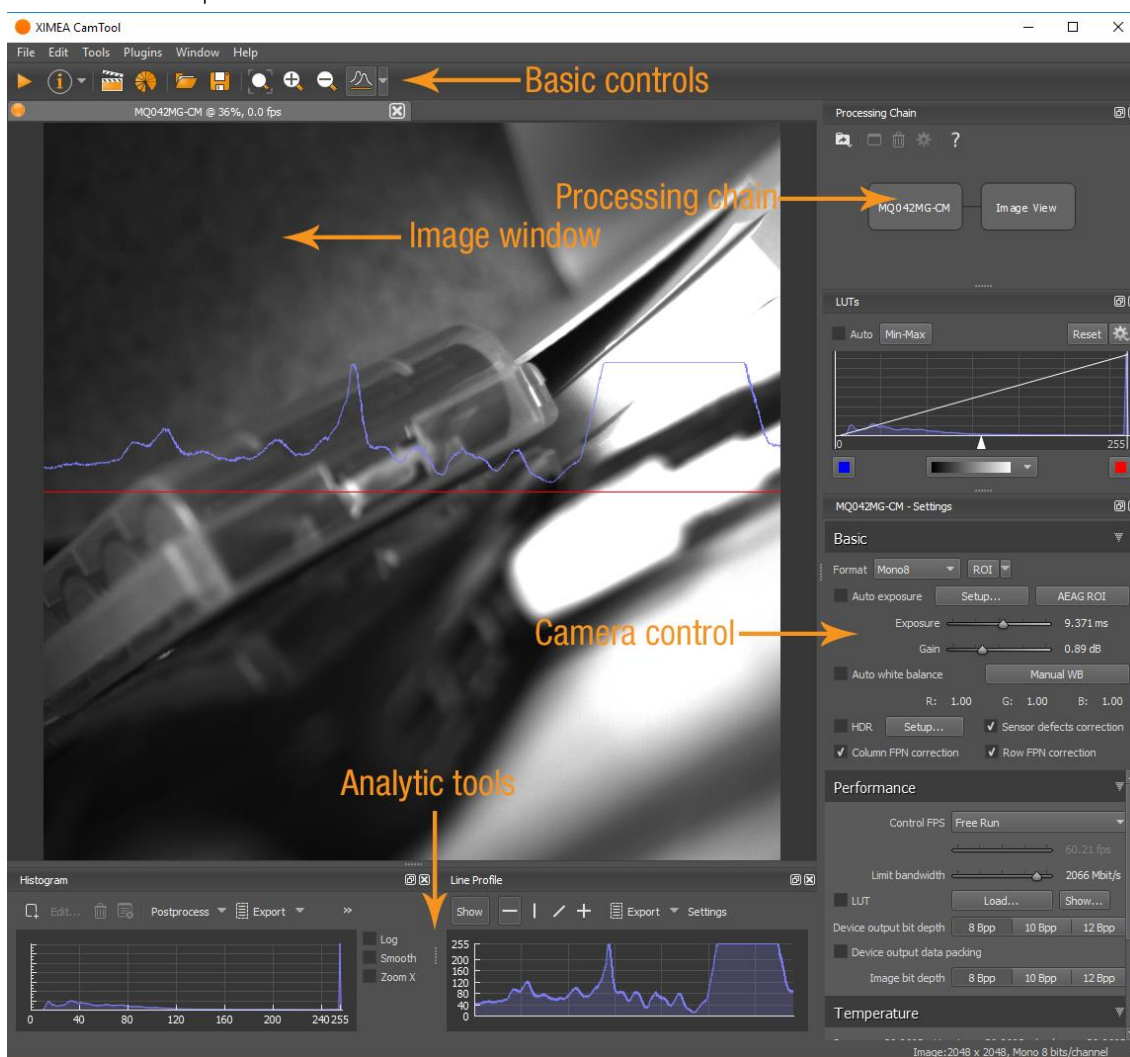 XIMEA CamTool
File Edit Tools Plugins Window Help
Basic controls
MQ042MG-CM @ 36%, 0.0 fps
Image window
Processing Chain
?
Processing chain
MQ042MG-CM
Image View
LUTs
Auto Min-Max Reset
0 255
MQ042MG-CM - Settings
Basic
Format Mono8 ROI
Auto exposure Setup... AEAG ROI
Exposure 9.371 ms
Camera control
Gain 0.89 dB
Auto white balance Manual WB
R: 1.00 G: 1.00 B: 1.00
HDR Setup... Sensor defects correction
Column FPN correction Row FPN correction
Performance
Control FPS Free Run
60.21 fps
Limit bandwidth 2066 Mbit/s
LUT Load... Show...
Device output bit depth 8 Bpp 10 Bpp 12 Bpp
Device output data packing
Image bit depth 8 Bpp 10 Bpp 12 Bpp
Temperature
Analytic tools
Histogram
Edit... Postprocess Export »
Log
Smooth
Zoom X
0 40 80 120 160 200 240 255
Line Profile
Show Export Settings
255
200
160
120
80
40
0
Image:2048 x 2048, Mono 8 bits/channel